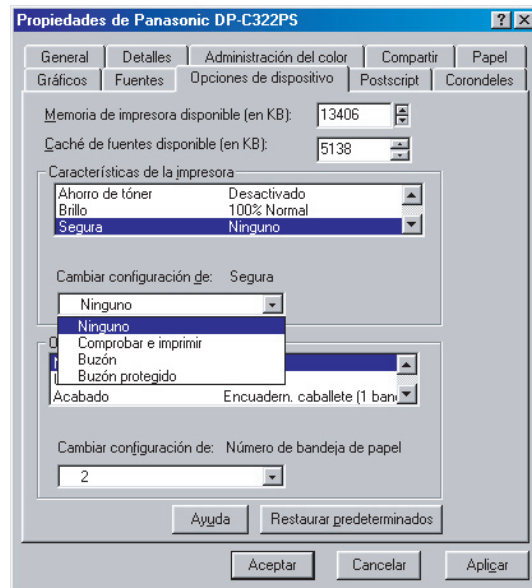 Propiedades de Panasonic DP-C322PS
General Detalles Administración del color Compartir Papel
Gráficos Fuentes Opciones de dispositivo Postscript Corondeles
Memoria de impresora disponible (en KB): 13406
Caché de fuentes disponible (en KB): 5138
Características de la impresora
Ahorro de tóner Desactivado
Brillo 100% Normal
Segura Ninguno
Cambiar configuración de: Segura
Ninguno
Ninguno
Comprobar e imprimir
Buzón
Buzón protegido
Acabado Encuadern. caballete (1 ban
Cambiar configuración de: Número de bandeja de papel
2
Ayuda Restaurar predeterminados
Aceptar Cancelar Aplicar